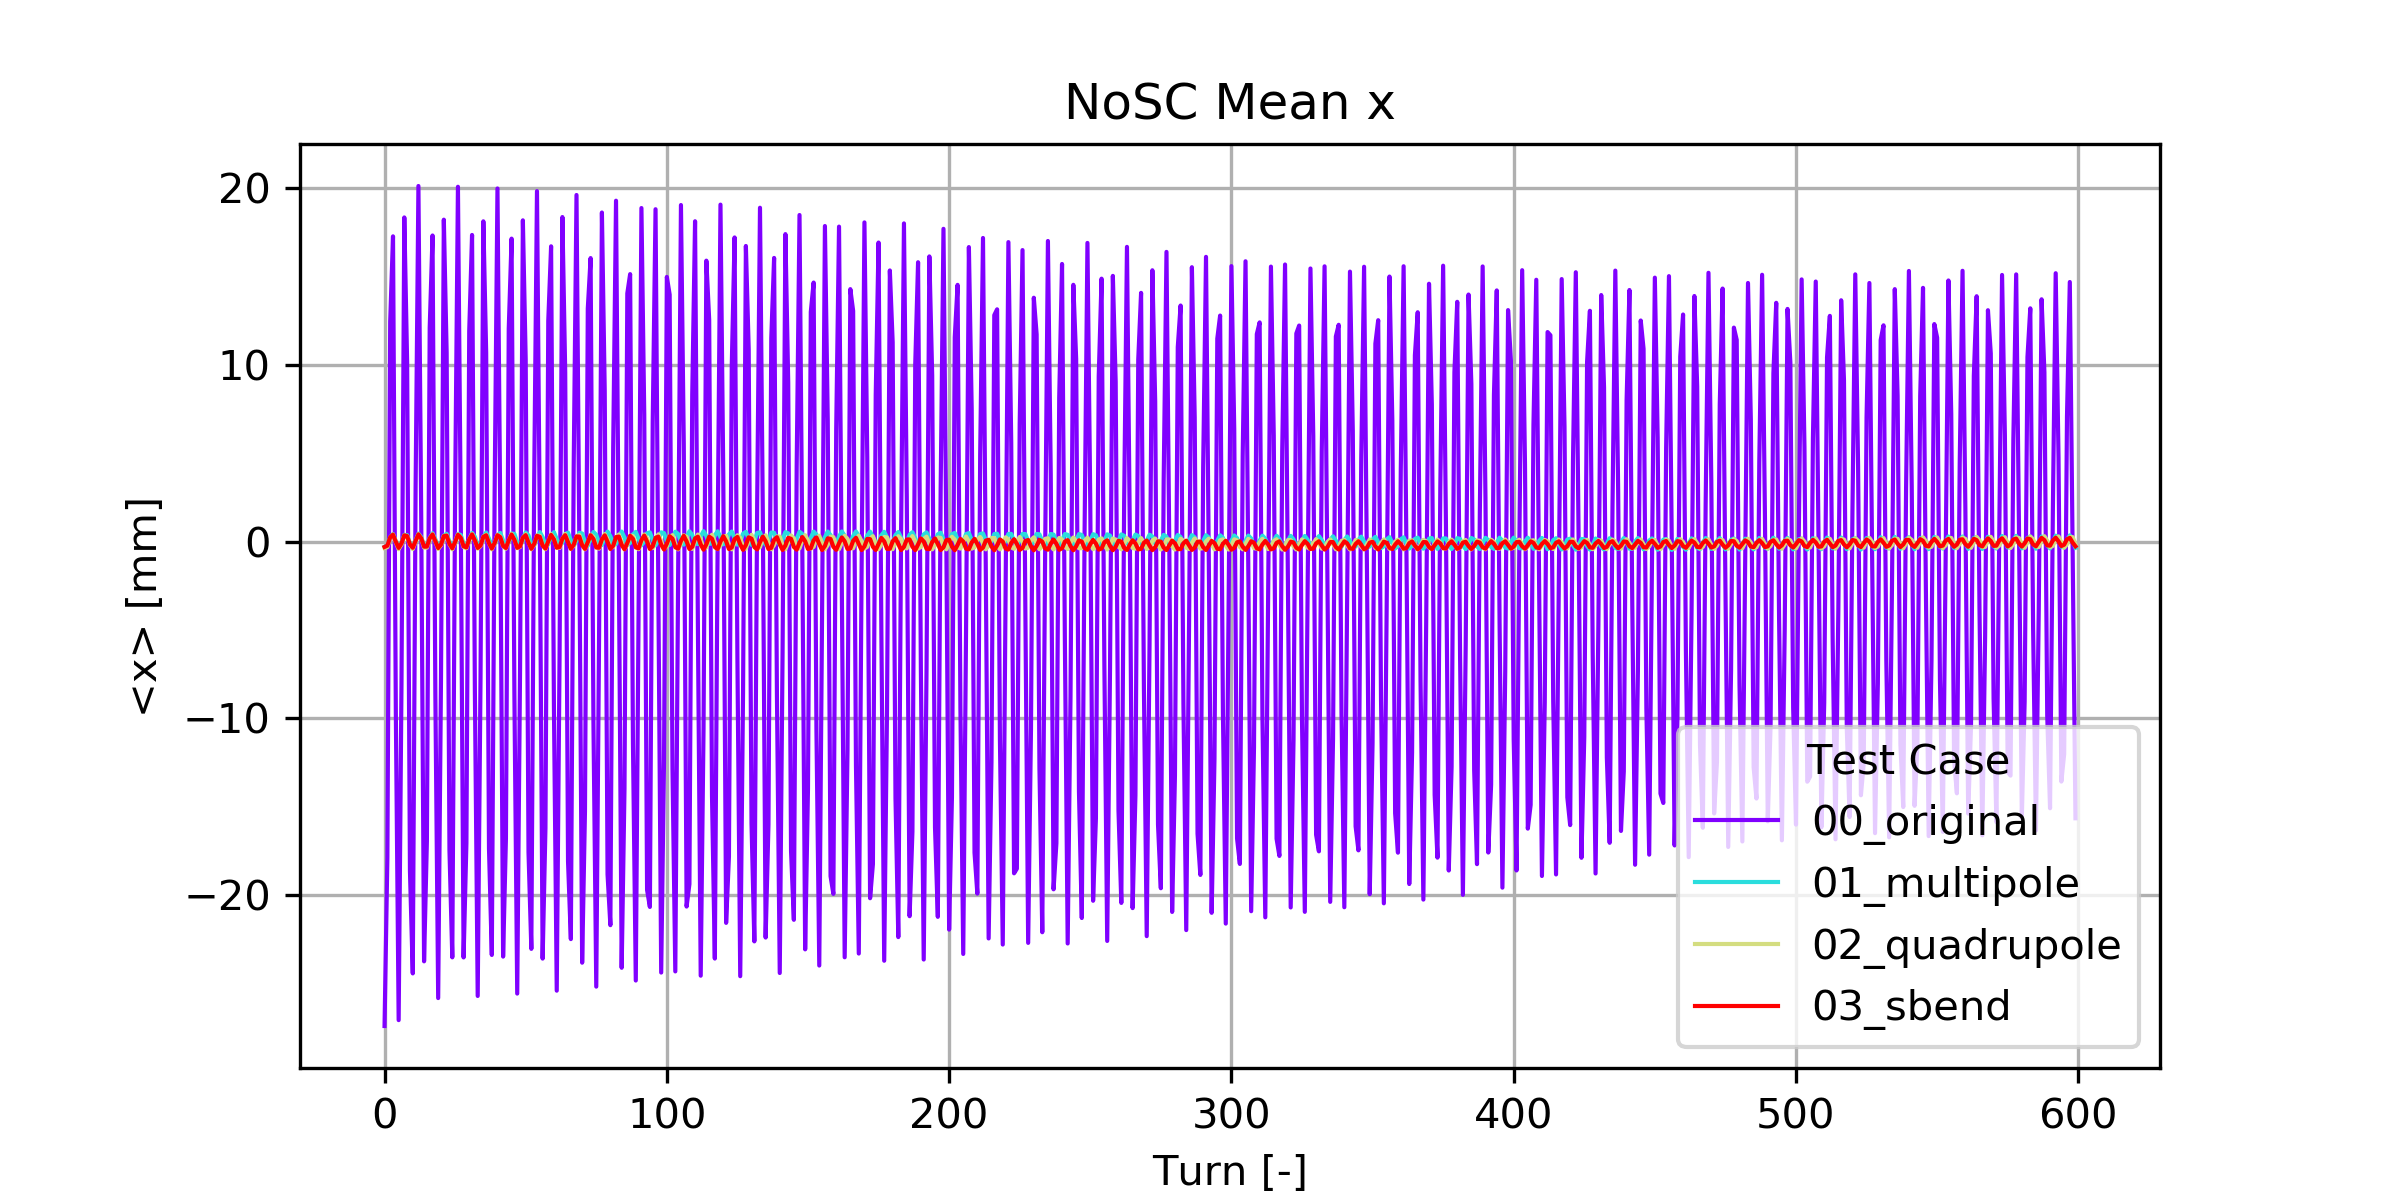 NoSC Mean x
<x> [mm]
20
10
0
−10
−20
0 100 200 300 400 500 600
Turn [-]
Test Case
00_original
01_multipole
02_quadrupole
03_sbend